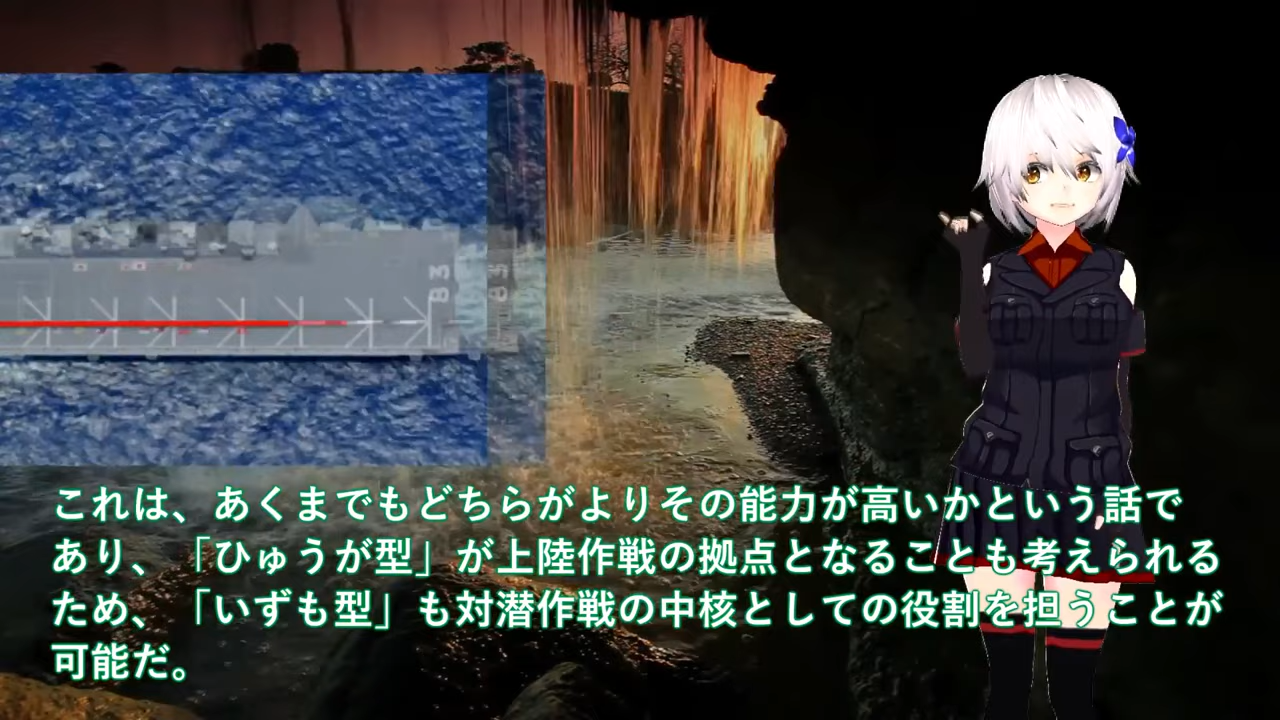 83
これは、あくまでもどちらがよりその能力が高いかという話で
あり、「ひゅうが型」が上陸作戦の拠点となることも考えられる
ため、「いずも型」も対潜作戦の中核としての役割を担うことが
可能だ。